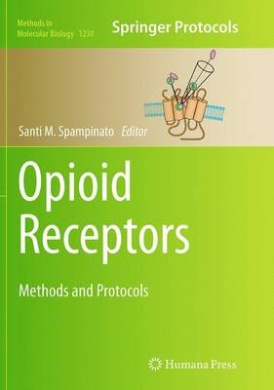 Methods in
Molecular Biology 1230
Springer Protocols
Santi M. Spampinato Editor
Opioid
Receptors
Methods and Protocols
Humana Press